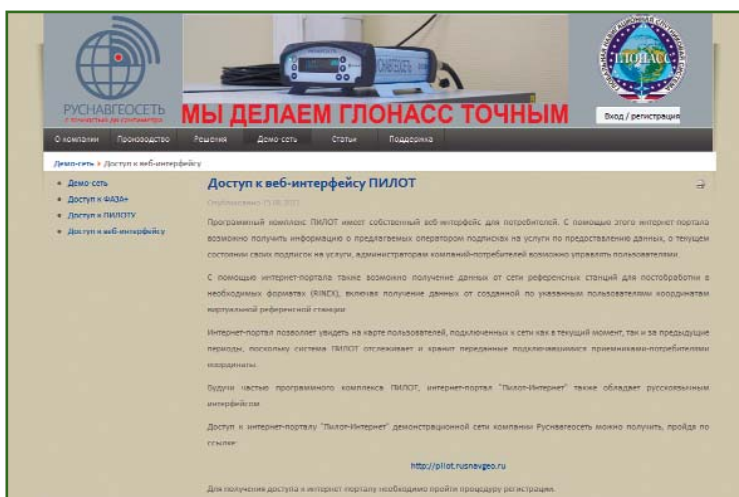 РУСНАВГЕОСЕТЬ
с точностью до сантиметра
МЫ ДЕЛАЕМ ГЛОНАСС ТОЧНЫМ
ГЛОНАСС
Вход / регистрация
О компании Производство Решения Демо-сеть Статьи Поддержка
Демо-сеть Доступ к веб-интерфейсу
Демо-сеть
Доступ к ФАЗА+
Доступ к ПИЛОТУ
Доступ к веб-интерфейсу
Доступ к веб-интерфейсу ПИЛОТ
Опубликовано
Программный комплекс ПИЛОТ имеет собственный веб-интерфейс для потребителей. С помощью этого интернет-портала
возможно получить информацию о предлагаемых оператором подписках на услуги по предоставлению данных, о текущем
состоянии своих подписок на услуги, администраторам компаний-потребителей возможно управлять пользователями.
С помощью интернет-портала также возможно получение данных от сети референсных станций для постобработки в
необходимых форматах (RINEX), включая получение данных от созданной по указанным пользователями координатам
виртуальной референсной станции.
Интернет-портал позволяет увидеть на карте пользователей, подключенных к сети как в текущий момент, так и за предыдущие
периоды, поскольку система ПИЛОТ отслеживает и хранит переданные подключавшимися приемниками-потребителями
координаты.
Будучи частью программного комплекса ПИЛОТ, интернет-портал "Пилот-Интернет" также обладает русскоязычным
интерфейсом.
Доступ к интернет-порталу "Пилот-Интернет" демонстрационной сети компании Руснавгеосеть можно получить, пройдя по
ссылке:
http://pilot.rusnavgeo.ru
Для получения доступа к интернет-порталу необходимо пройти процедуру регистрации.